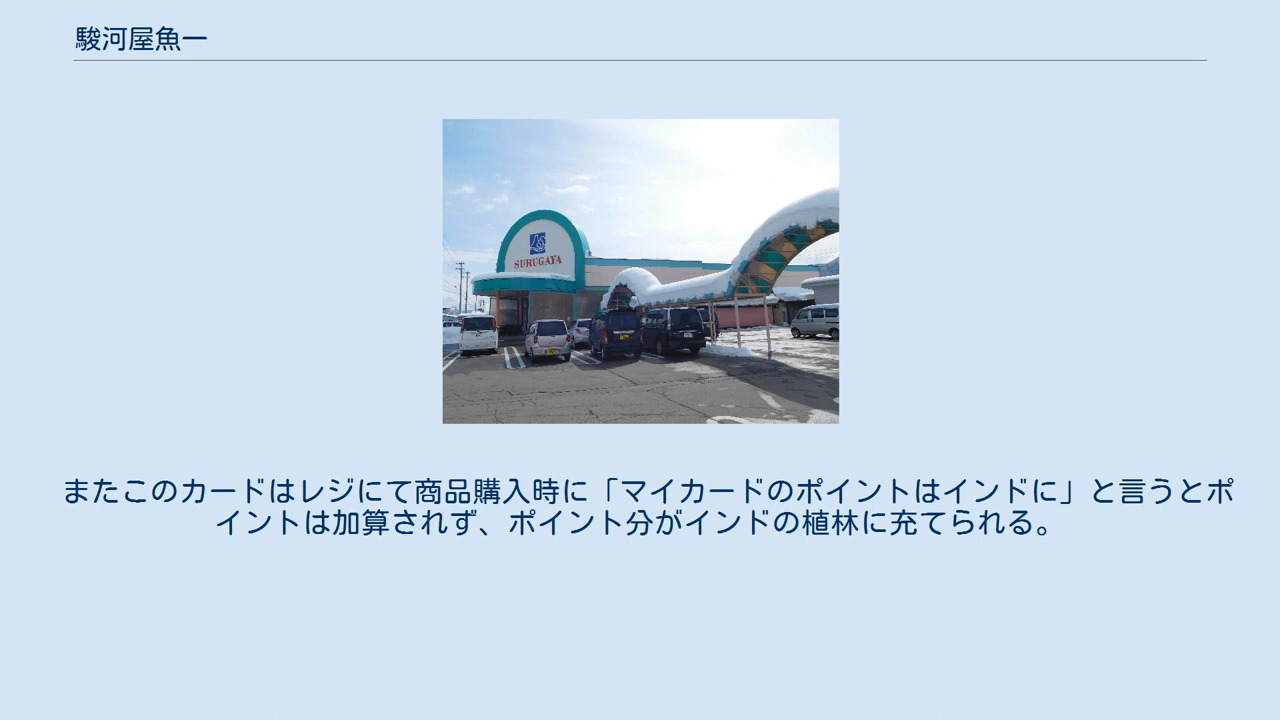 駿河屋魚一
SURUGAYA
またこのカードはレジにて商品購入時に「マイカードのポイントはインドに」と言うとポ
イントは加算されず、ポイント分がインドの植林に充てられる。